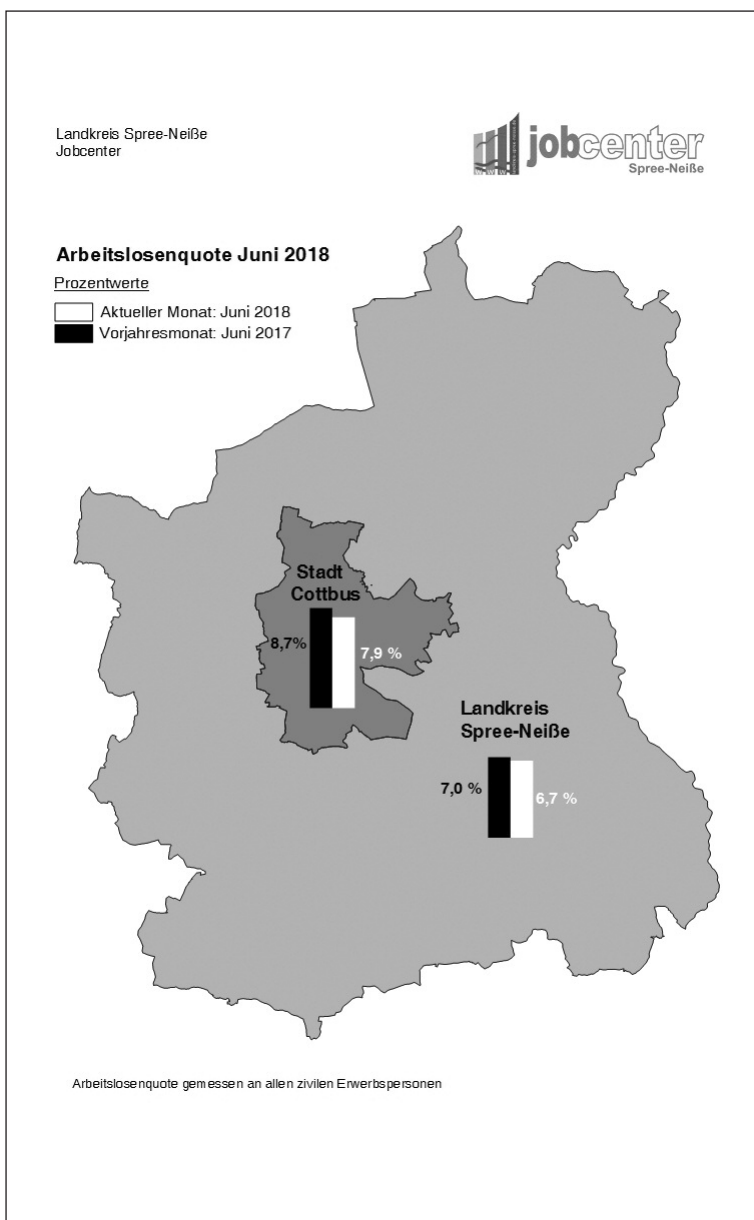 Landkreis Spree-Neiße
Jobcenter
jobcenter
Spree-Neiße
Arbeitslosenquote Juni 2018
Prozentwerte
Aktueller Monat: Juni 2018
Vorjahresmonat: Juni 2017
Stadt
Cottbus
8,7%
7,9 %
Landkreis
Spree-Neiße
7,0 %
6,7 %
Arbeitslosenquote gemessen an allen zivilen Erwerbspersonen